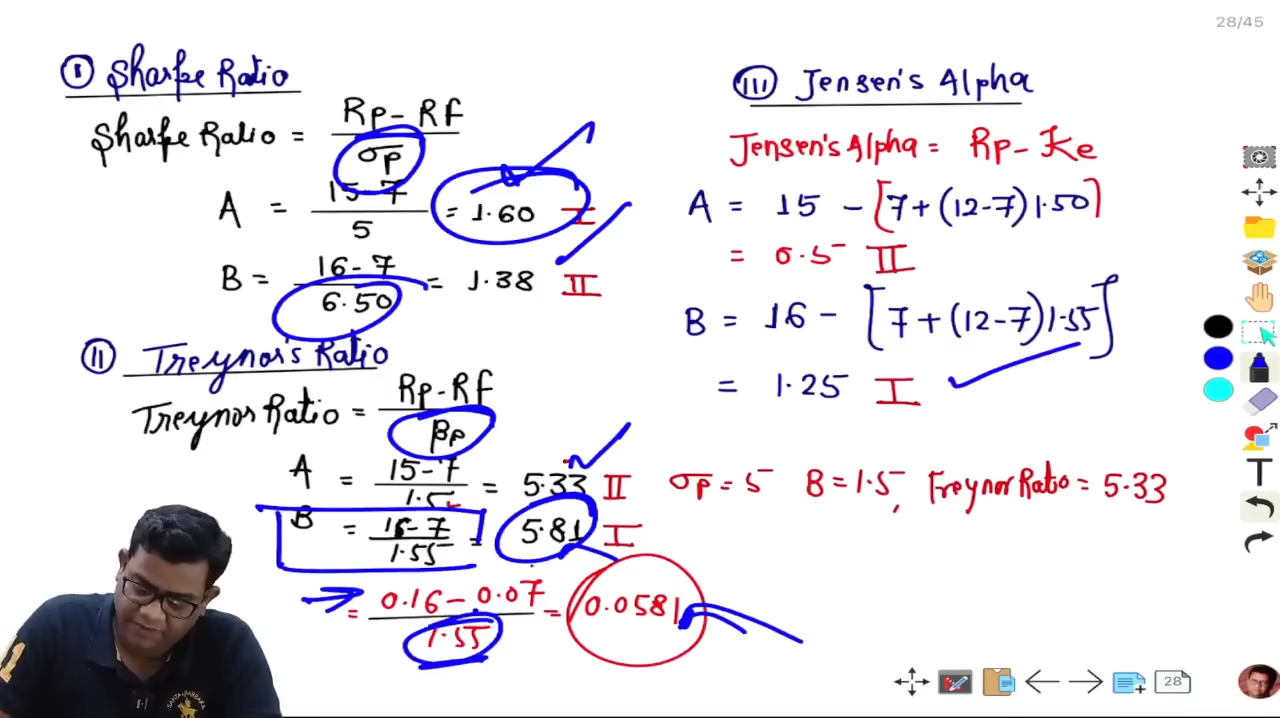 28/45
I Sharpe Ratio
Sharpe Ratio = Rp - RF / σp
A = 15-7 / 5 = 1.60 I
B = 16-7 / 6.50 = 1.38 II
II Treynor's Ratio
Treynor Ratio = Rp-Rf / βp
A = 15-7 / 1.5 = 5.33 II
B = 16-7 / 1.55 = 5.81 I
= 0.16 - 0.07 / 1.55 = 0.0581
III Jensen's Alpha
Jensen's Alpha = Rp - Ke
A = 15 - [7+(12-7)1.50]
= 0.5 II
B = 16 - [7+(12-7)1.55]
= 1.25 I
σp = 5 B = 1.5, Treynor Ratio = 5.33
T
28